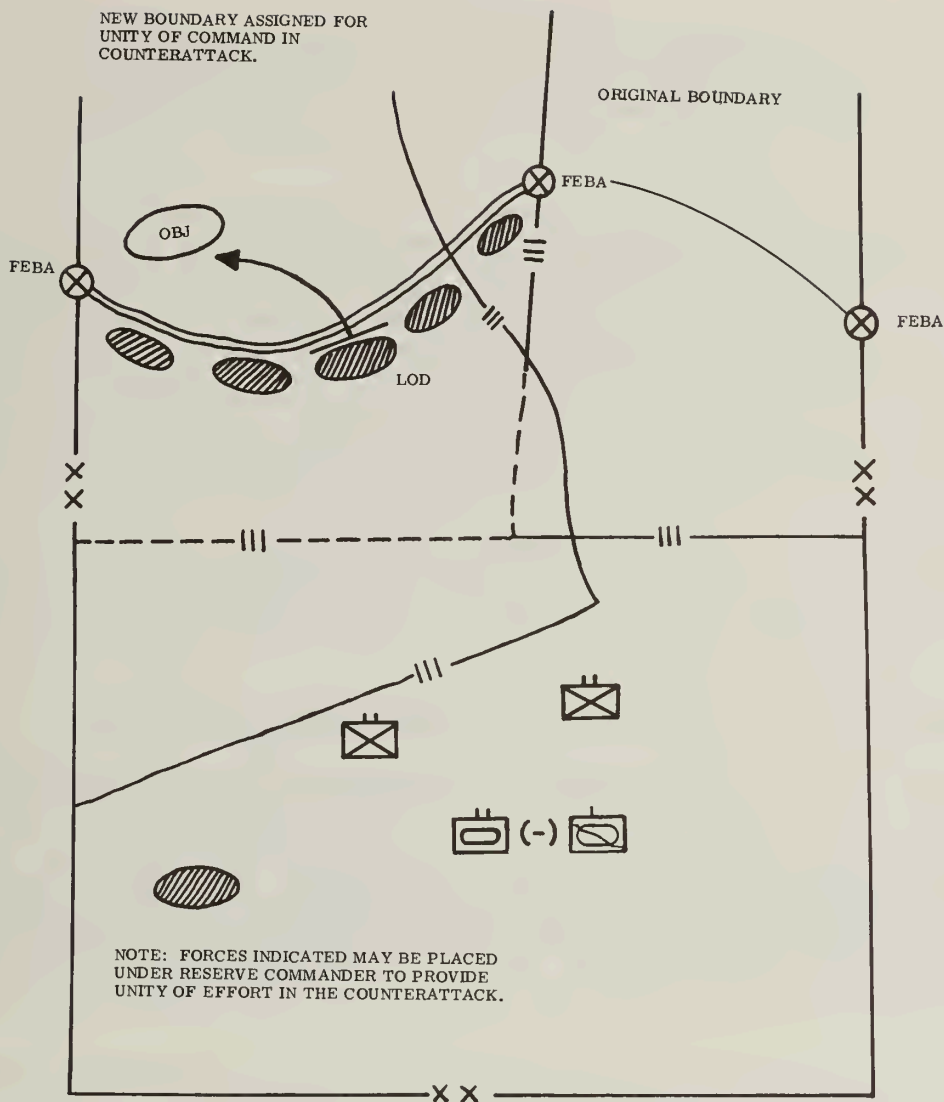 NEW BOUNDARY ASSIGNED FOR
UNITY OF COMMAND IN
COUNTERATTACK.
ORIGINAL BOUNDARY
FEBA
OBJ
FEBA
FEBA
LOD
(-)
NOTE: FORCES INDICATED MAY BE PLACED
UNDER RESERVE COMMANDER TO PROVIDE
UNITY OF EFFORT IN THE COUNTERATTACK.